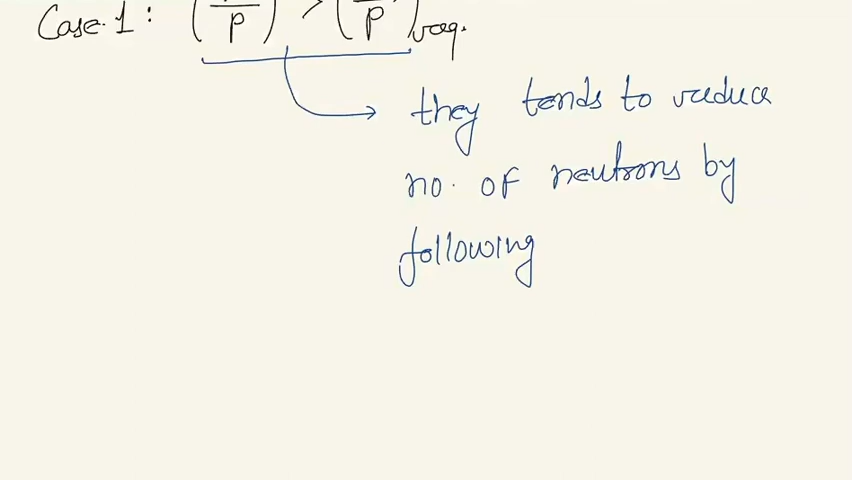 Case. 1 : (—/P) > (—/P) req.
they tends to reduce
no. of neutrons by
following